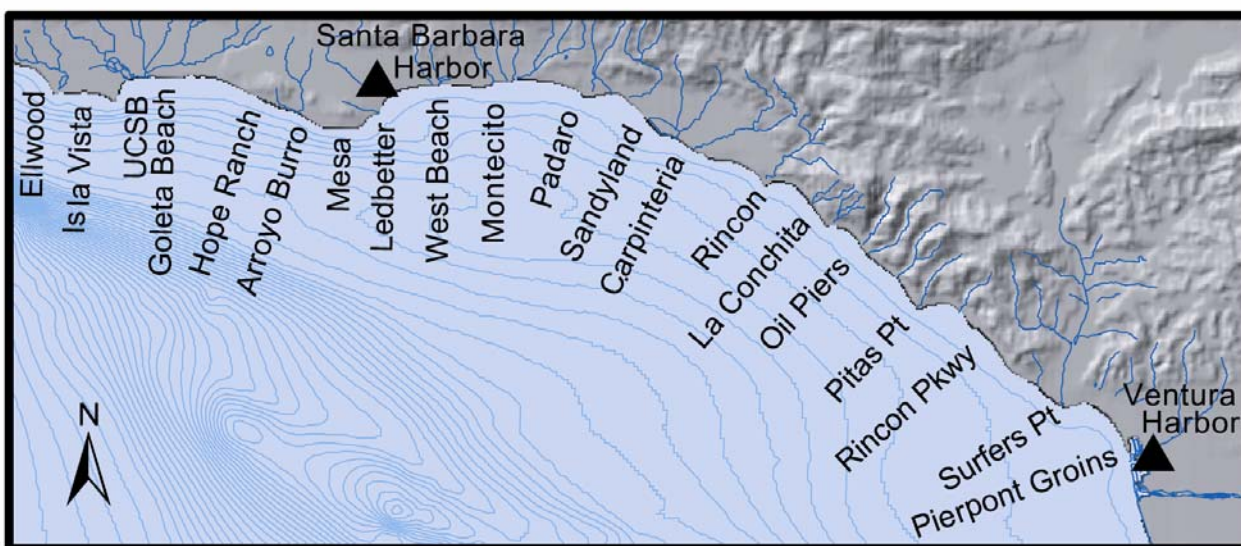 Santa Barbara
Harbor
Ellwood
Isla Vista
UCSB
Goleta Beach
Hope Ranch
Arroyo Burro
Mesa
Ledbetter
West Beach
Montecito
Padaro
Sandyland
Carpinteria
Rincon
La Conchita
Oil Piers
Pitas Pt
Rincon Pkwy
Surfers Pt
Pierpont Groins
Ventura
Harbor
N